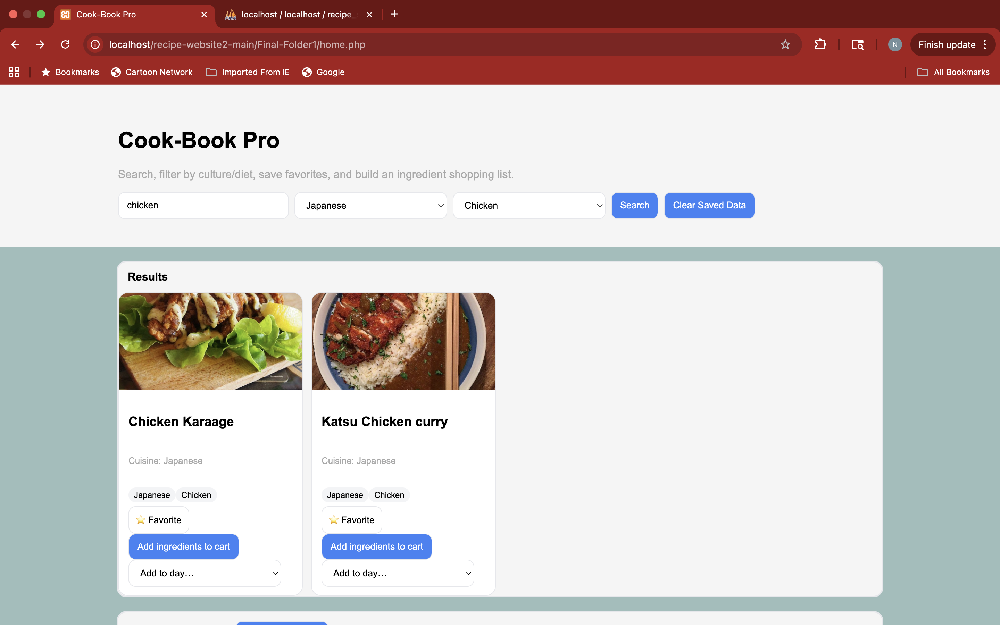 Cook-Book Pro
localhost / localhost / recipe_
localhost/recipe-website2-main/Final-Folder1/home.php
N
Finish update
Bookmarks
Cartoon Network
Imported From IE
Google
All Bookmarks
Cook-Book Pro
Search, filter by culture/diet, save favorites, and build an ingredient shopping list.
chicken
Japanese
Chicken
Search
Clear Saved Data
Results
Chicken Karaage
Cuisine: Japanese
Japanese
Chicken
⭐ Favorite
Add ingredients to cart
Add to day…
Katsu Chicken curry
Cuisine: Japanese
Japanese
Chicken
⭐ Favorite
Add ingredients to cart
Add to day…